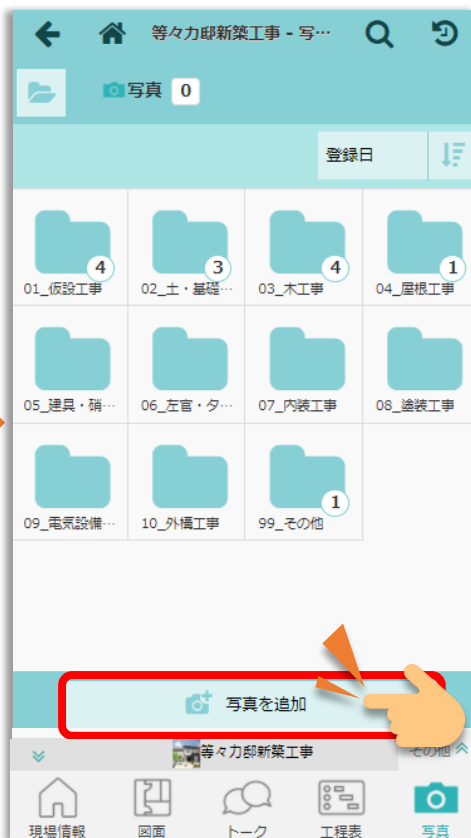 等々力邸新築工事 - 写…
写真 0
登録日
4 3 4 1
01_仮設工事 02_土・基礎… 03_木工事 04_屋根工事
05_建具・硝… 06_左官・タ… 07_内装工事 08_塗装工事
1
09_電気設備… 10_外構工事 99_その他
写真を追加
等々力邸新築工事 その他
現場情報 図面 トーク 工程表 写真